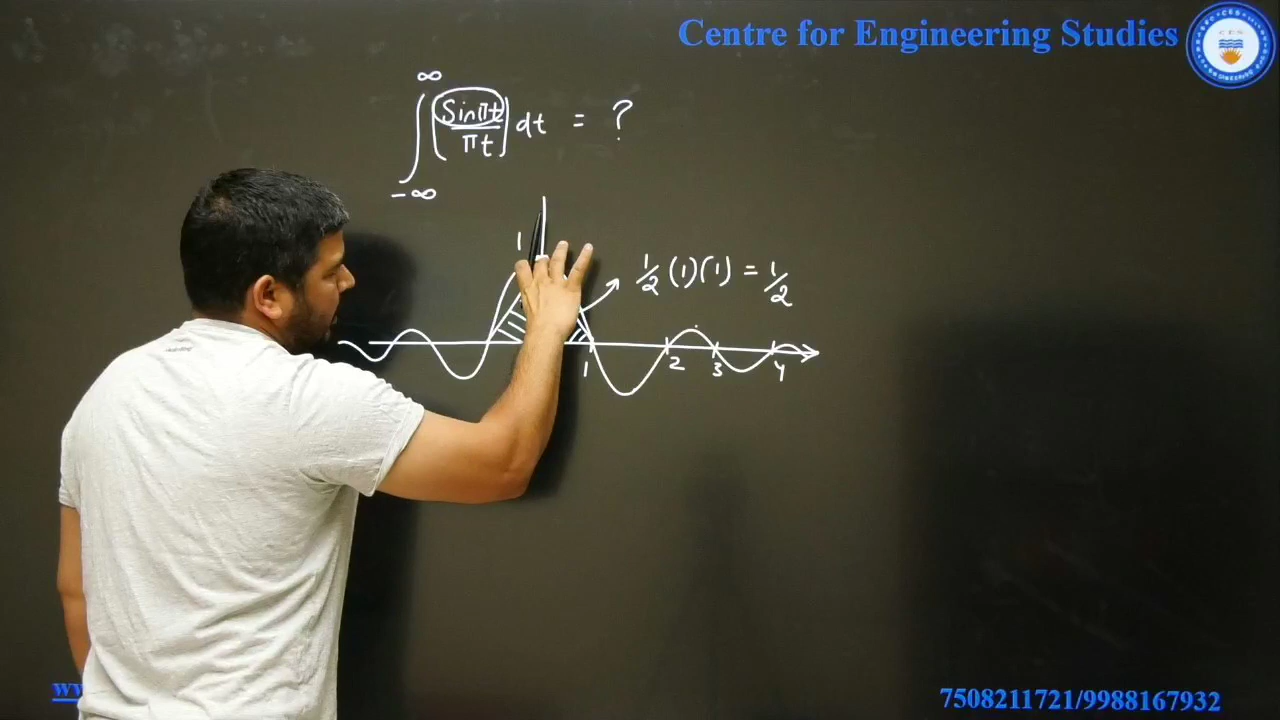 Centre for Engineering Studies
∞
∫ (Sinπt / πt) dt = ?
-∞
1
1/2 (1)(1) = 1/2
1 2 3 4
7508211721/9988167932